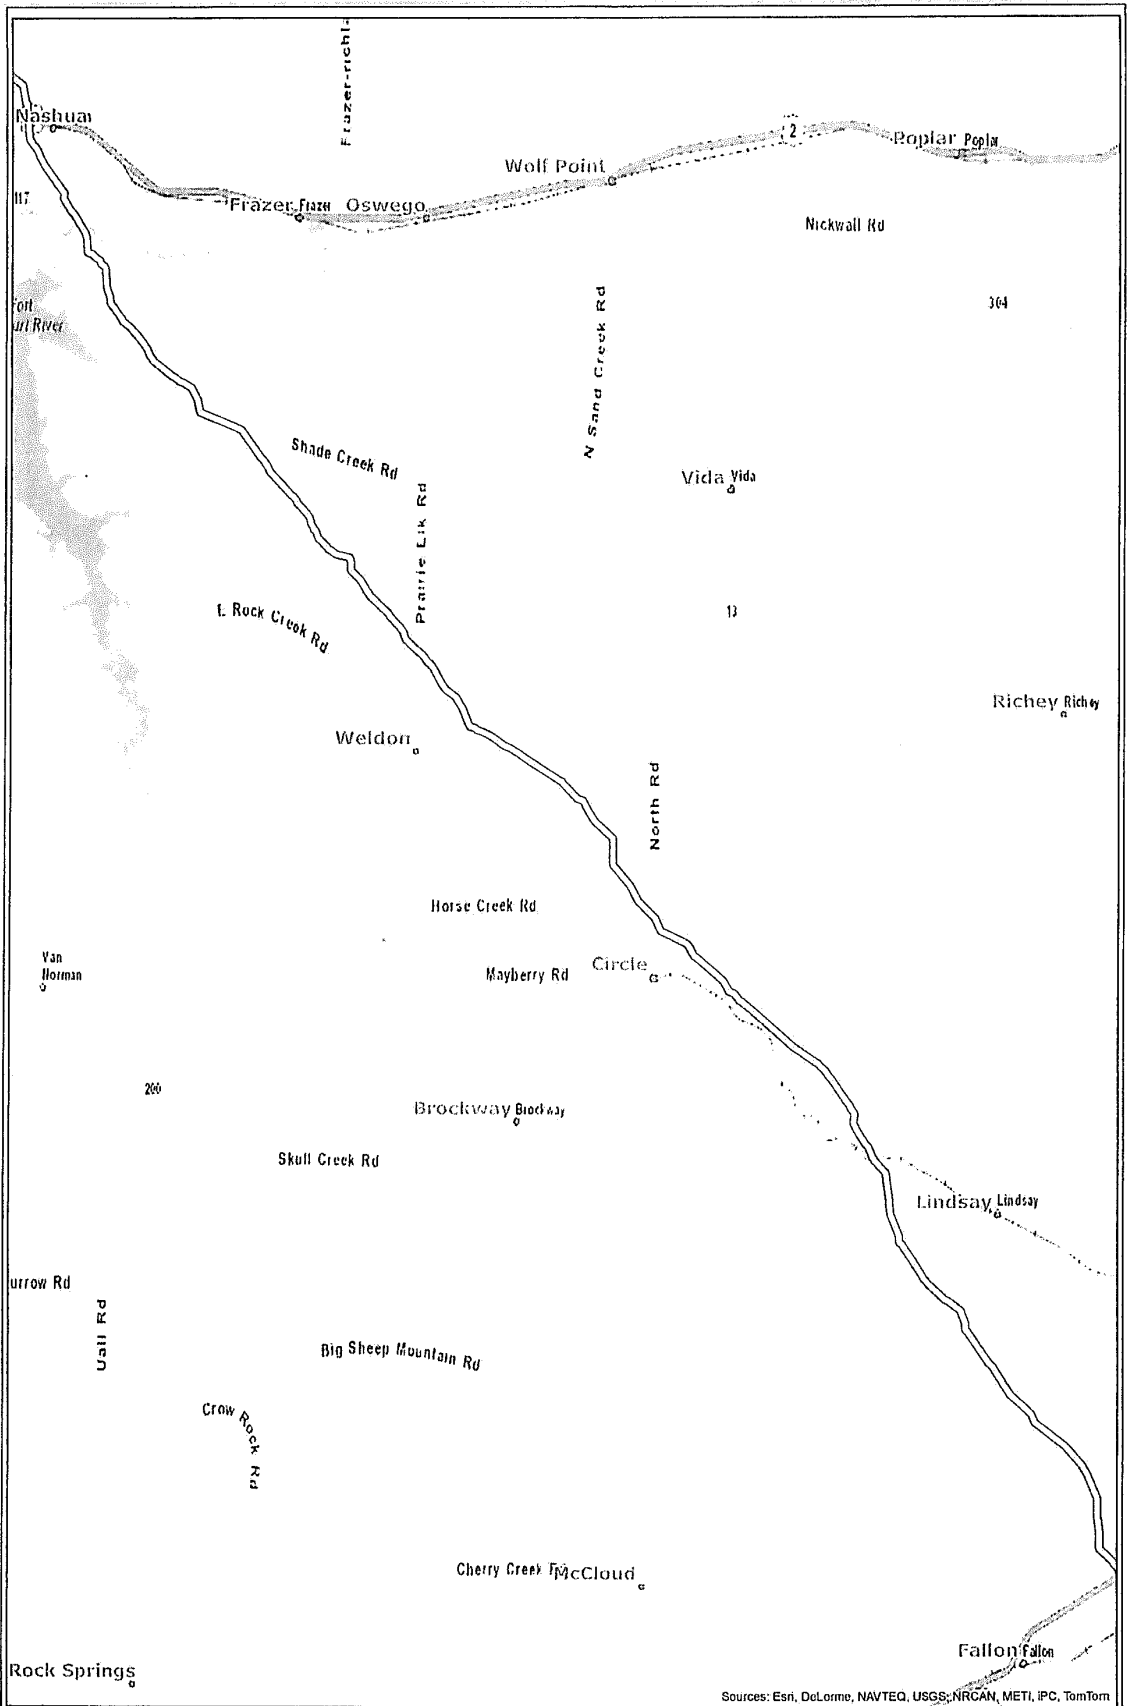 Nashua
2
Poplar Poplar
Wolf Point
117
Frazer Frazer Oswego
Nickwall Rd
304
N Sand Creek Rd
Shade Creek Rd
Vida Vida
Prairie Elk Rd
E Rock Creek Rd
13
Richey Richey
Weldon
North Rd
Horse Creek Rd
Van
Norman
Mayberry Rd
Circle
200
Brockway Brockway
Skull Creek Rd
Lindsay Lindsay
urrow Rd
Big Sheep Mountain Rd
Crow Rock Rd
Cherry Creek
McCloud
Fallon Fallon
Rock Springs
Sources: Esri, DeLorme, NAVTEQ, USGS, NRCAN, METI, iPC, TomTom